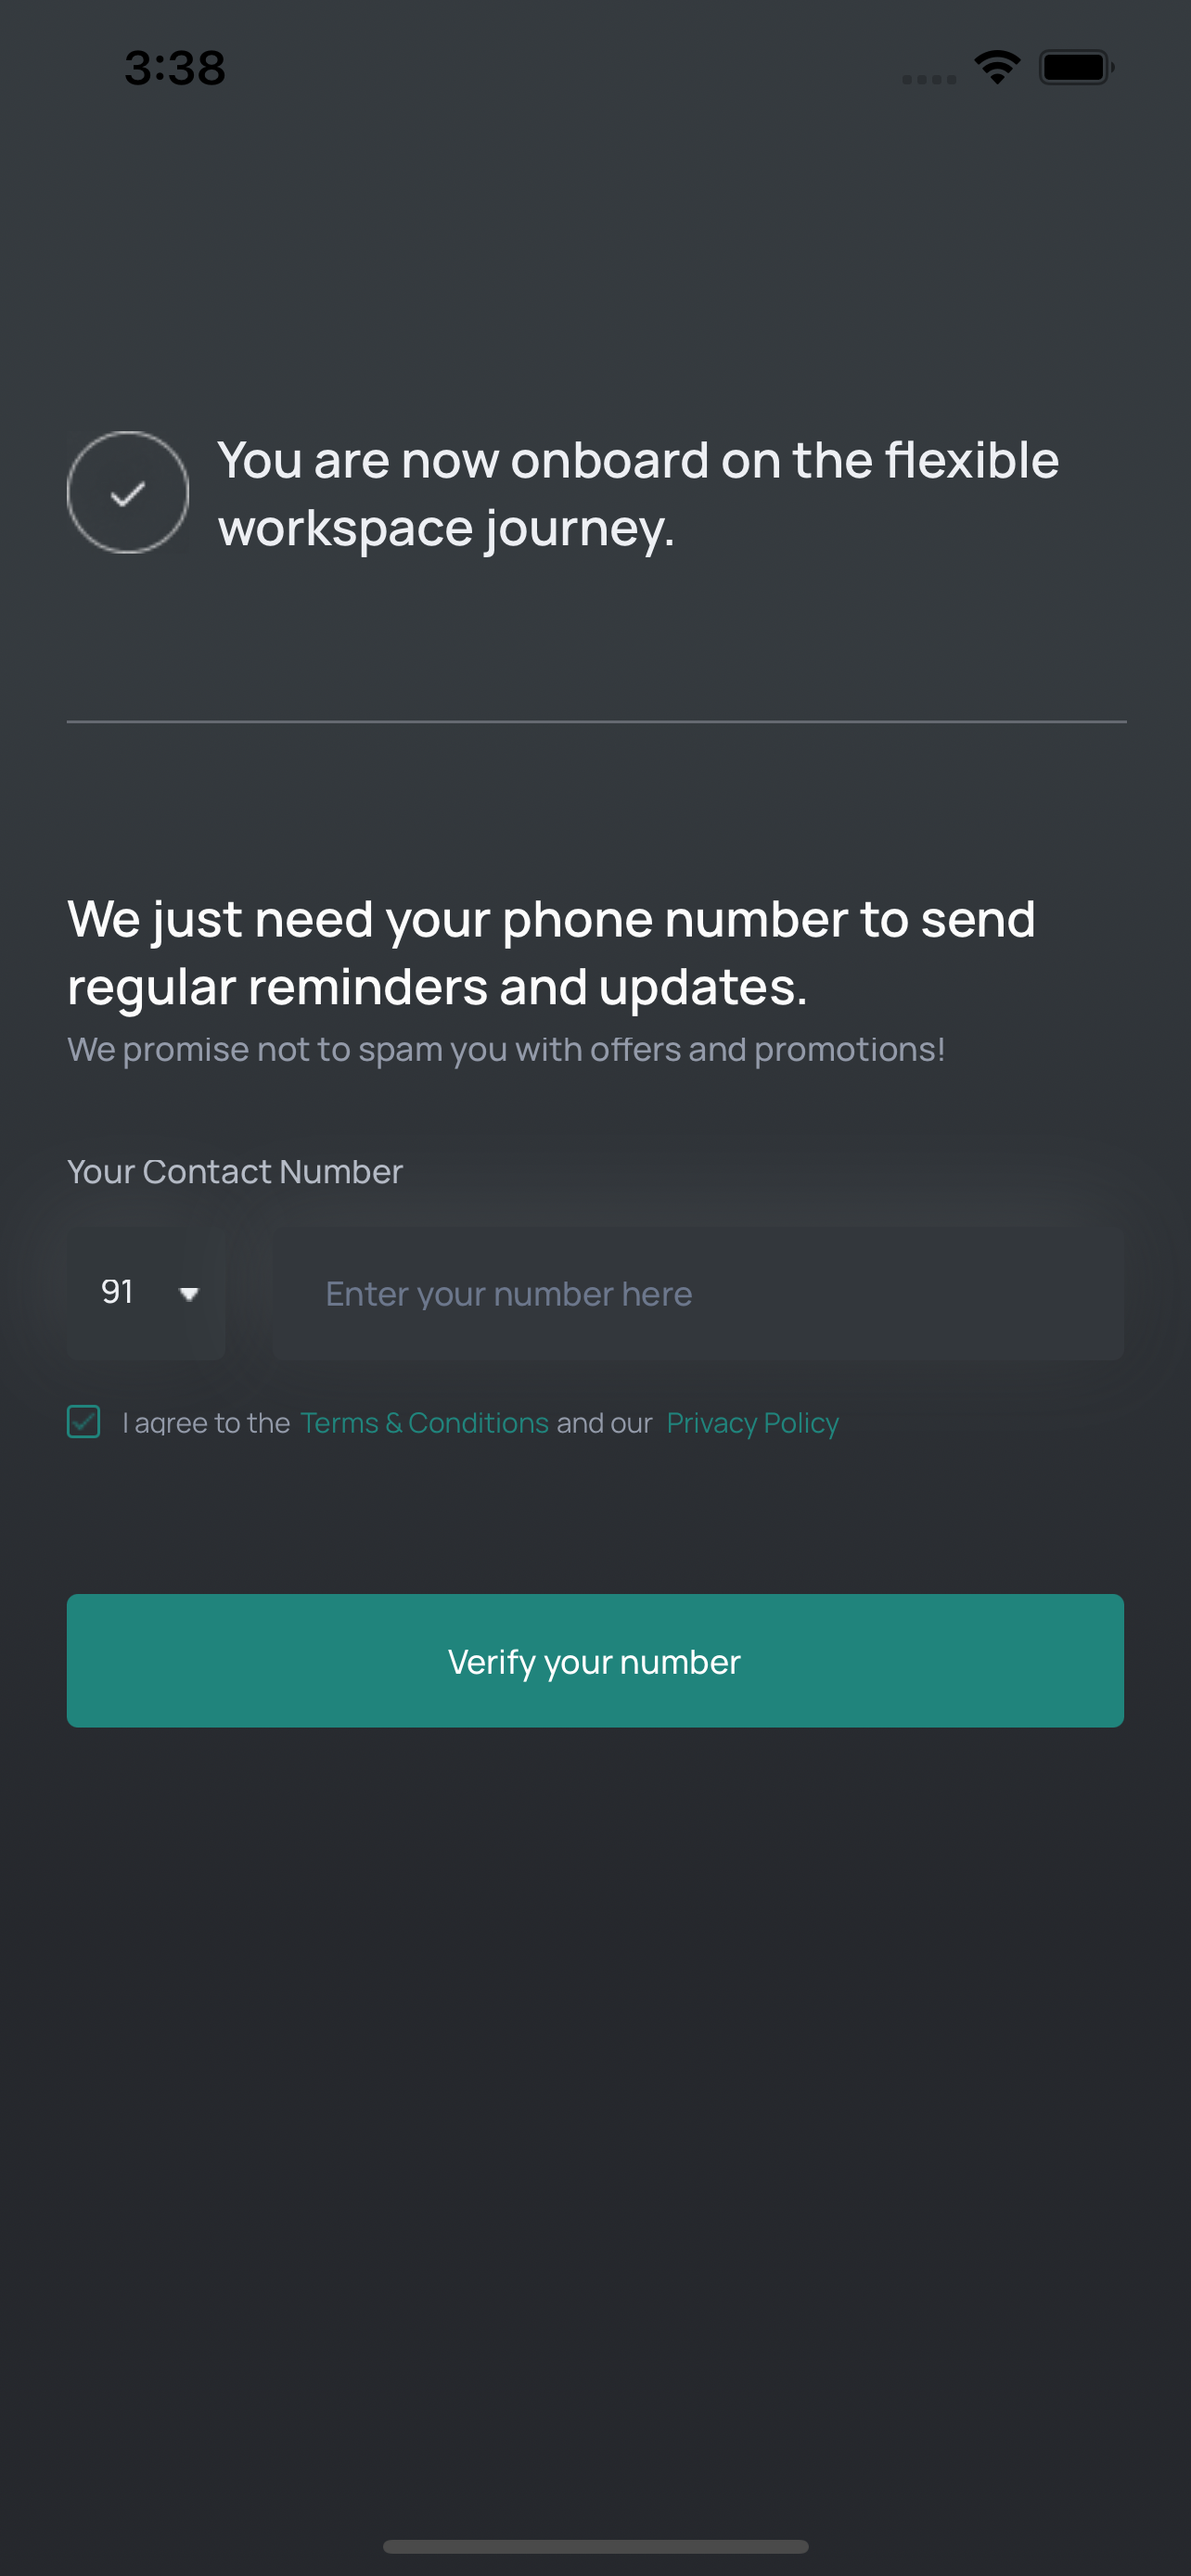 3:38
You are now onboard on the flexible
workspace journey.
We just need your phone number to send
regular reminders and updates.
We promise not to spam you with offers and promotions!
Your Contact Number
91
Enter your number here
I agree to the Terms & Conditions and our Privacy Policy
Verify your number